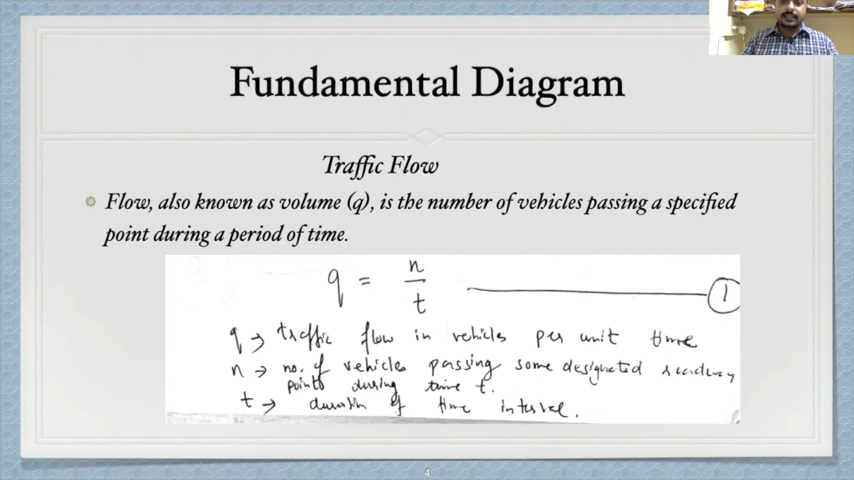 Fundamental Diagram
Traffic Flow
Flow, also known as volume (q), is the number of vehicles passing a specified
point during a period of time.
q = n/t 1
q → traffic flow in vehicles per unit time
n → no. of vehicles passing some designated roadway
points during time t.
t → duration of time interval.
4